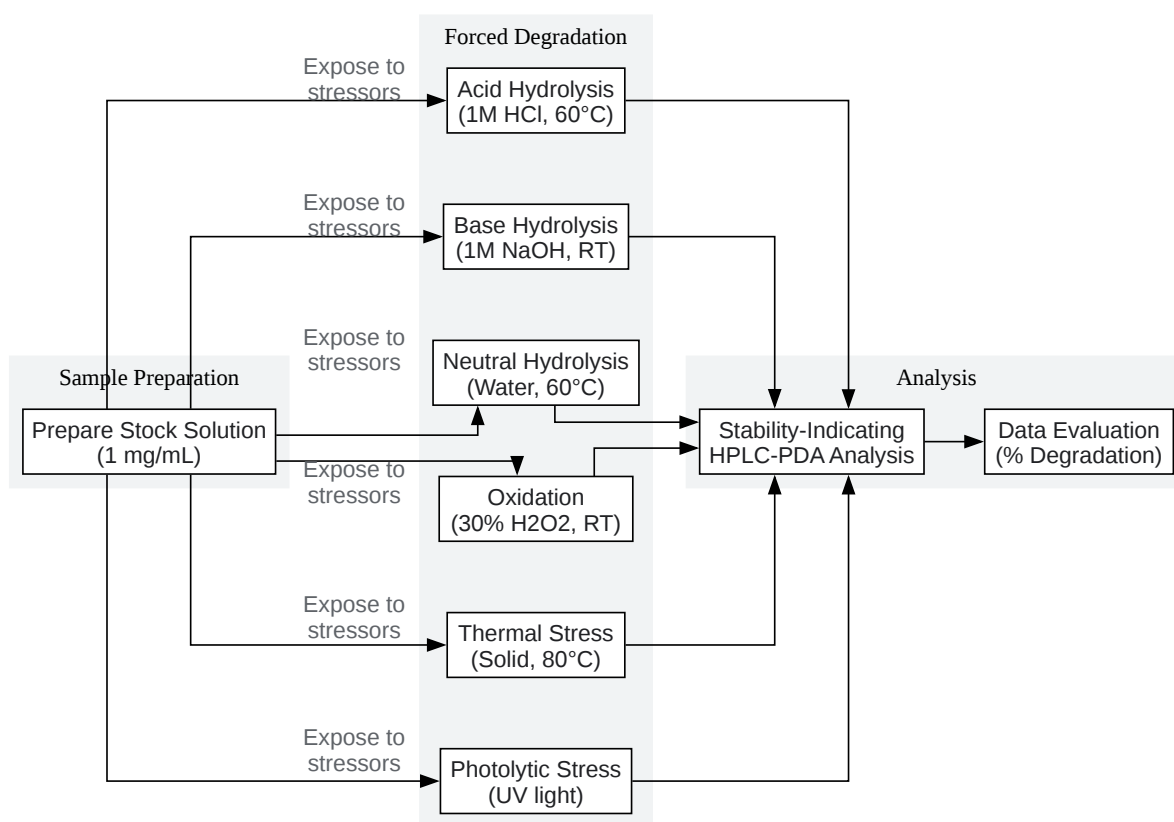 Forced Degradation
Expose to
stressors
Acid Hydrolysis
(1M HCl, 60°C)
Expose to
stressors
Base Hydrolysis
(1M NaOH, RT)
Expose to
stressors
Neutral Hydrolysis
(Water, 60°C)
Sample Preparation
Prepare Stock Solution
(1 mg/mL)
Analysis
Stability-Indicating
HPLC-PDA Analysis
Data Evaluation
(% Degradation)
Expose to
stressors
Oxidation
(30% H2O2, RT)
Expose to
stressors
Thermal Stress
(Solid, 80°C)
Expose to
stressors
Photolytic Stress
(UV light)